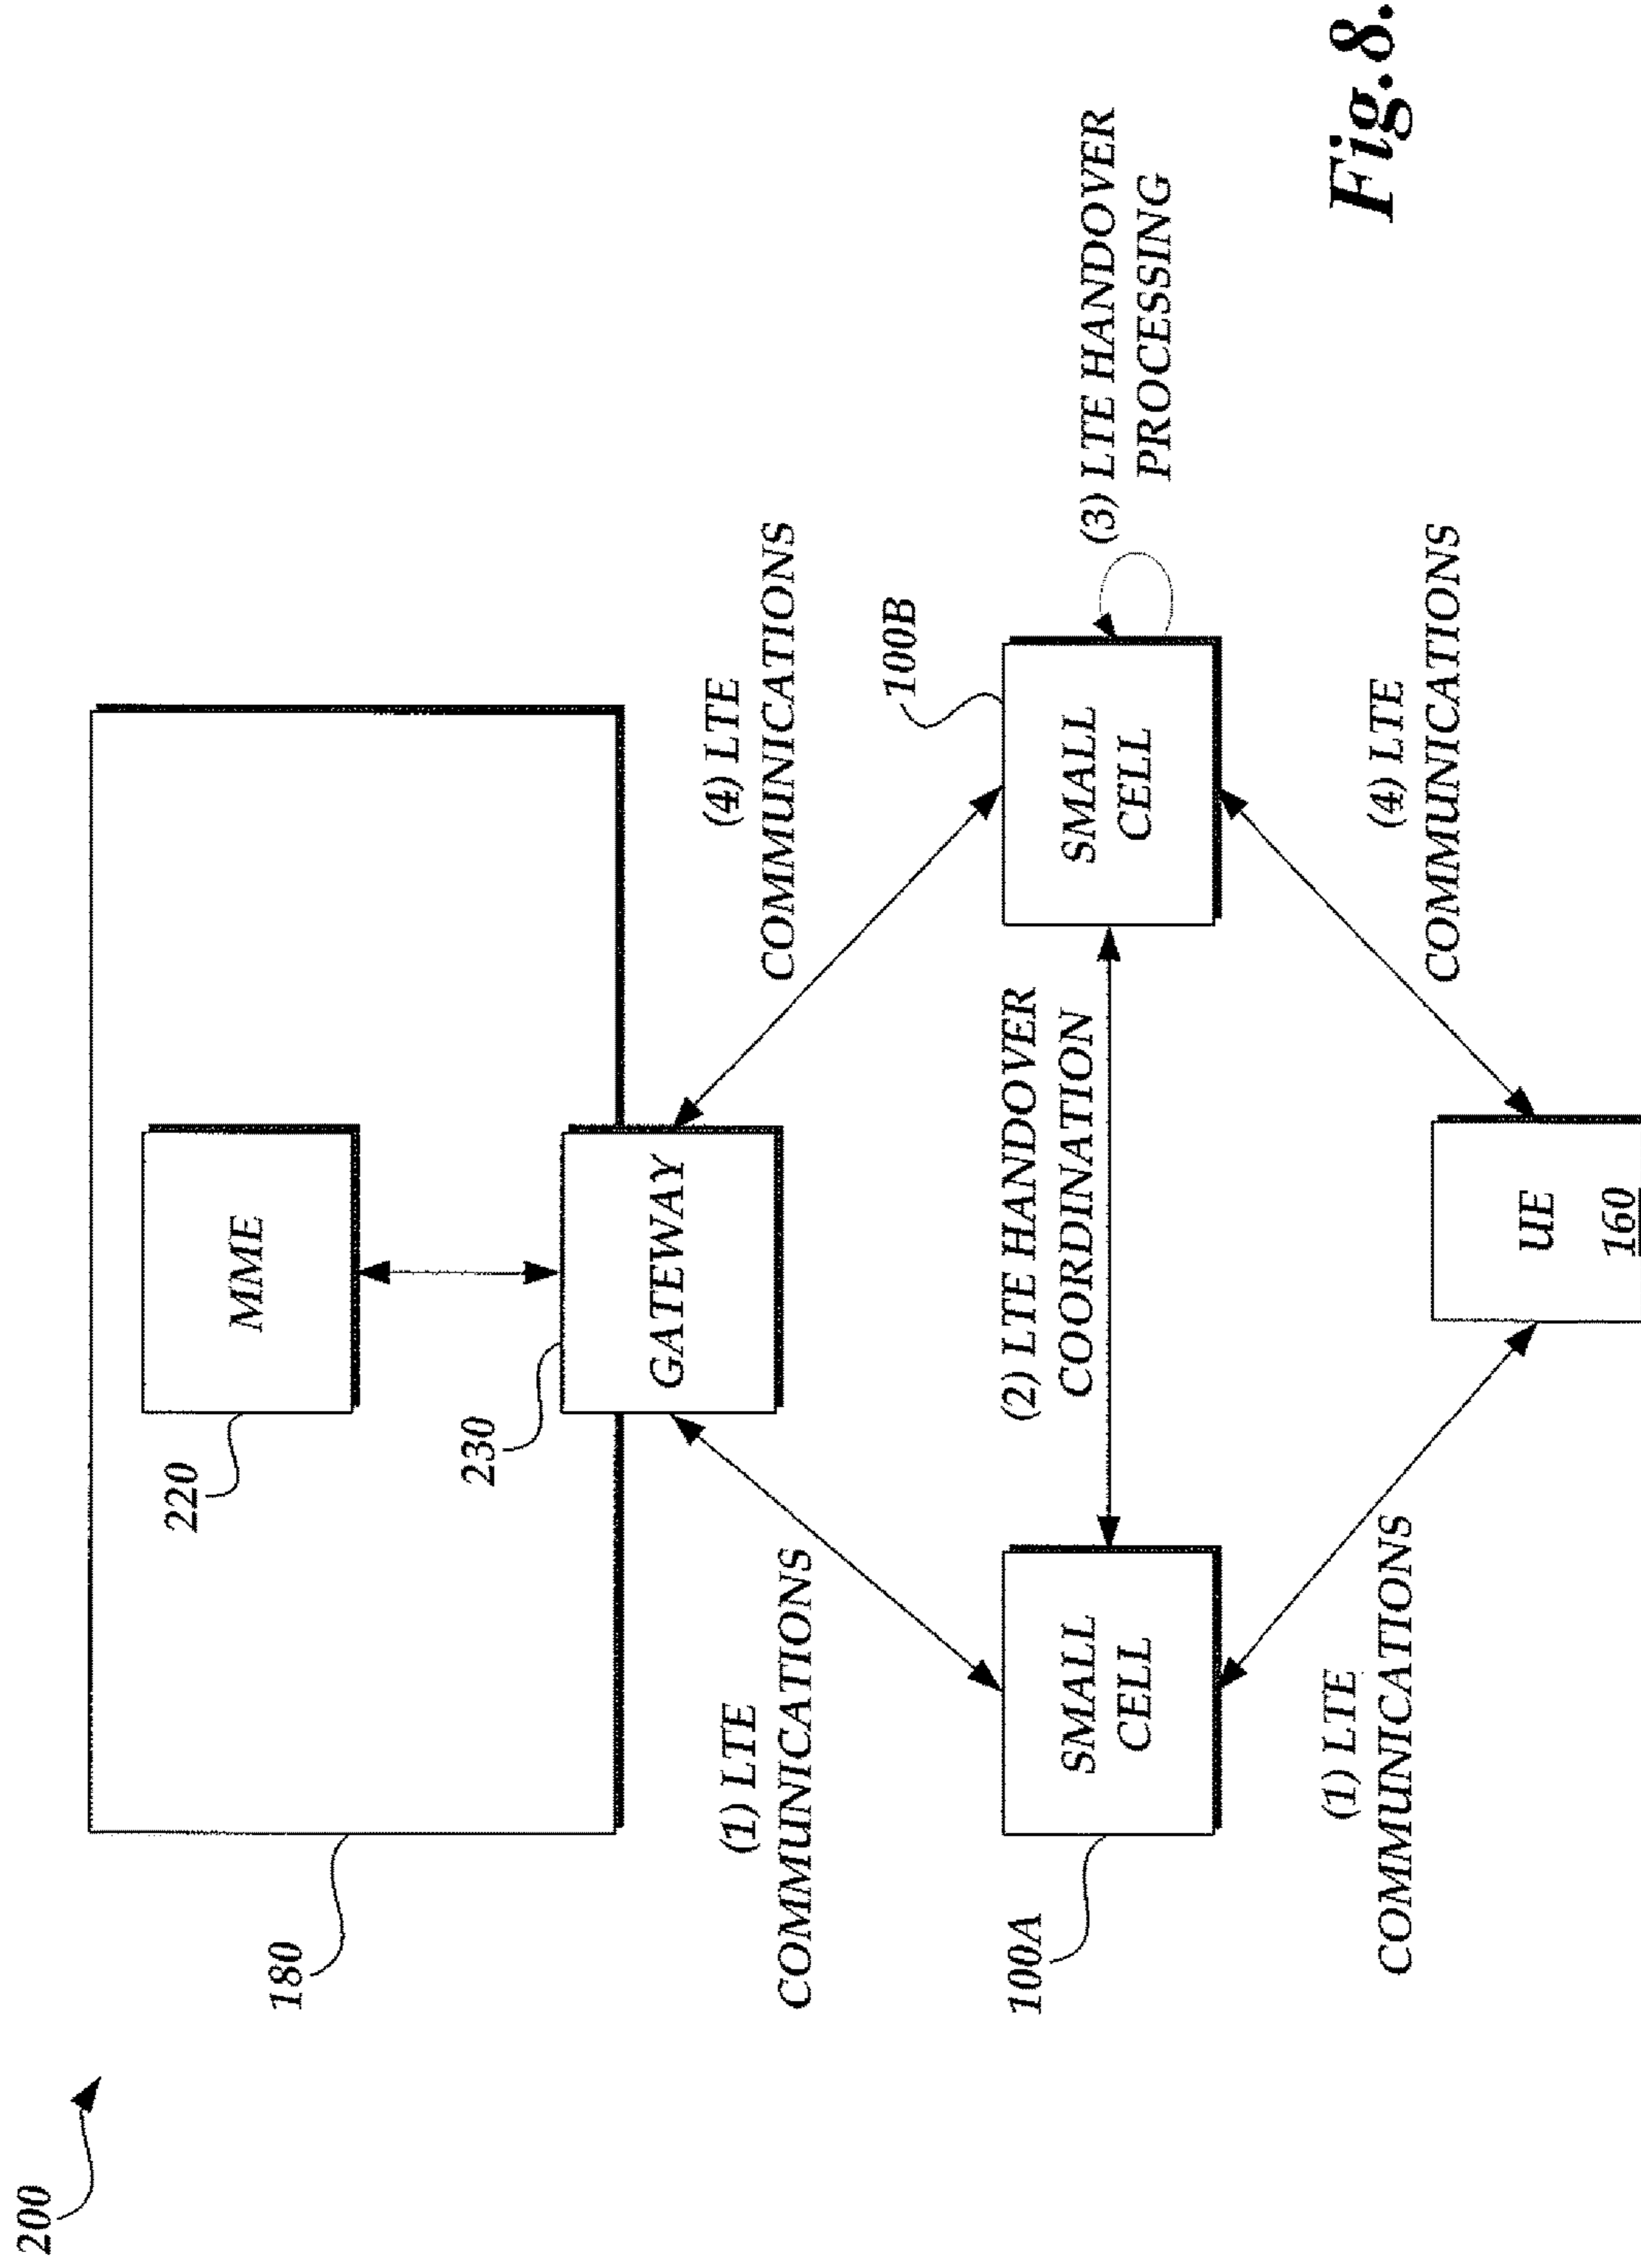 200
180
220
MME
230
GATEWAY
(1) LTE
COMMUNICATIONS
(4) LTE
COMMUNICATIONS
100A
SMALL
CELL
(2) LTE HANDOVER
COORDINATION
100B
SMALL
CELL
(3) LTE HANDOVER
PROCESSING
(1) LTE
COMMUNICATIONS
(4) LTE
COMMUNICATIONS
UE
160
Fig.8.